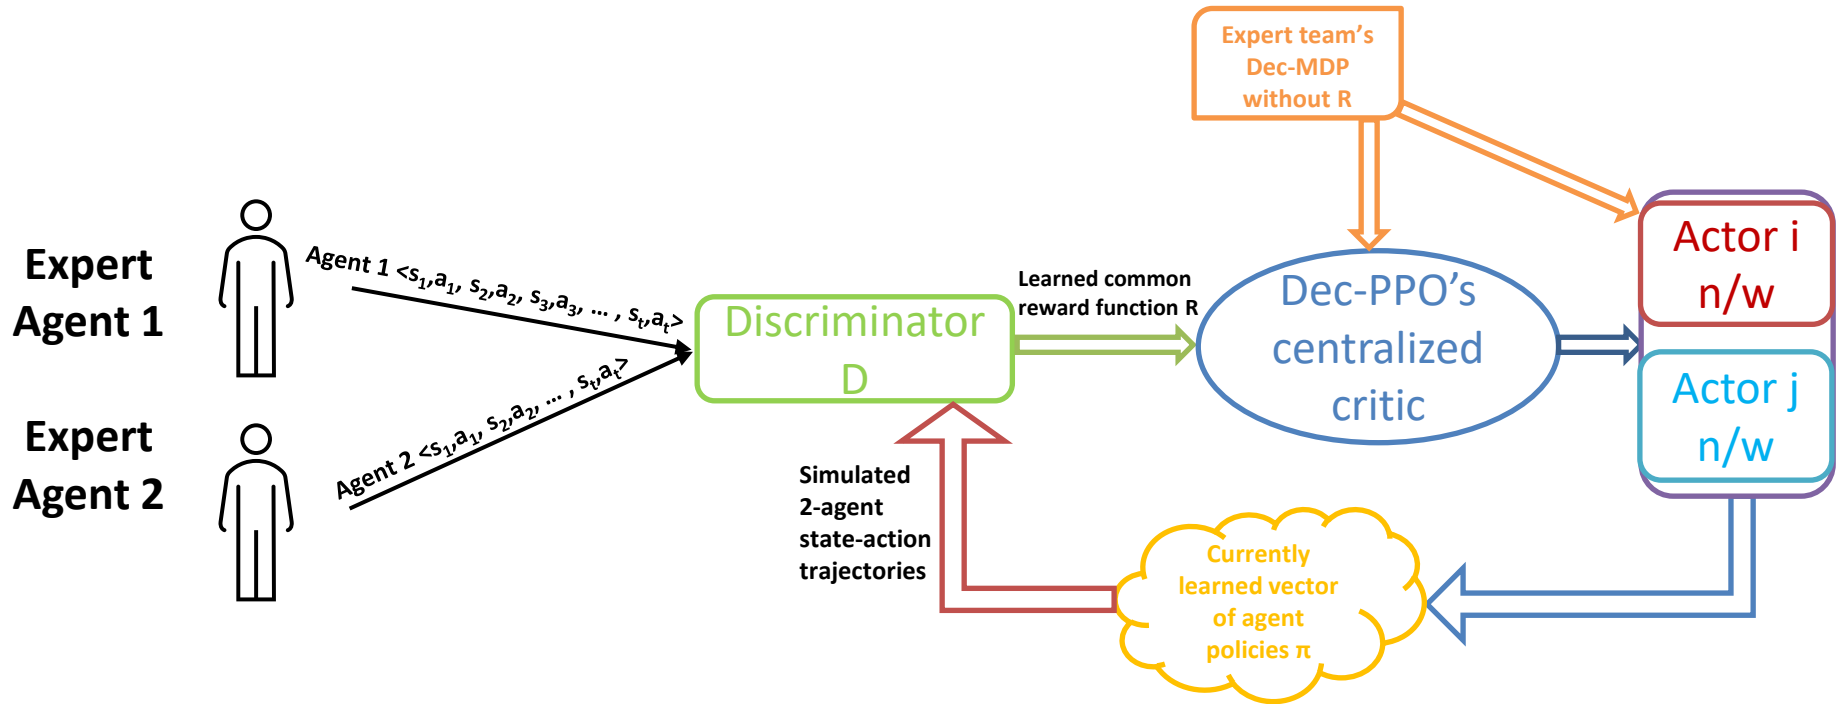 Expert team’s
Dec-MDP
without R
Expert
Agent 1
Agent 1 <s₁,a₁, s₂,a₂, s₃,a₃, … , sₜ,aₜ>
Expert
Agent 2
Agent 2 <s₁,a₁, s₂,a₂, … , sₜ,aₜ>
Discriminator
D
Learned common
reward function R
Dec-PPO’s
centralized
critic
Actor i
n/w
Actor j
n/w
Simulated
2-agent
state-action
trajectories
Currently
learned vector
of agent
policies π